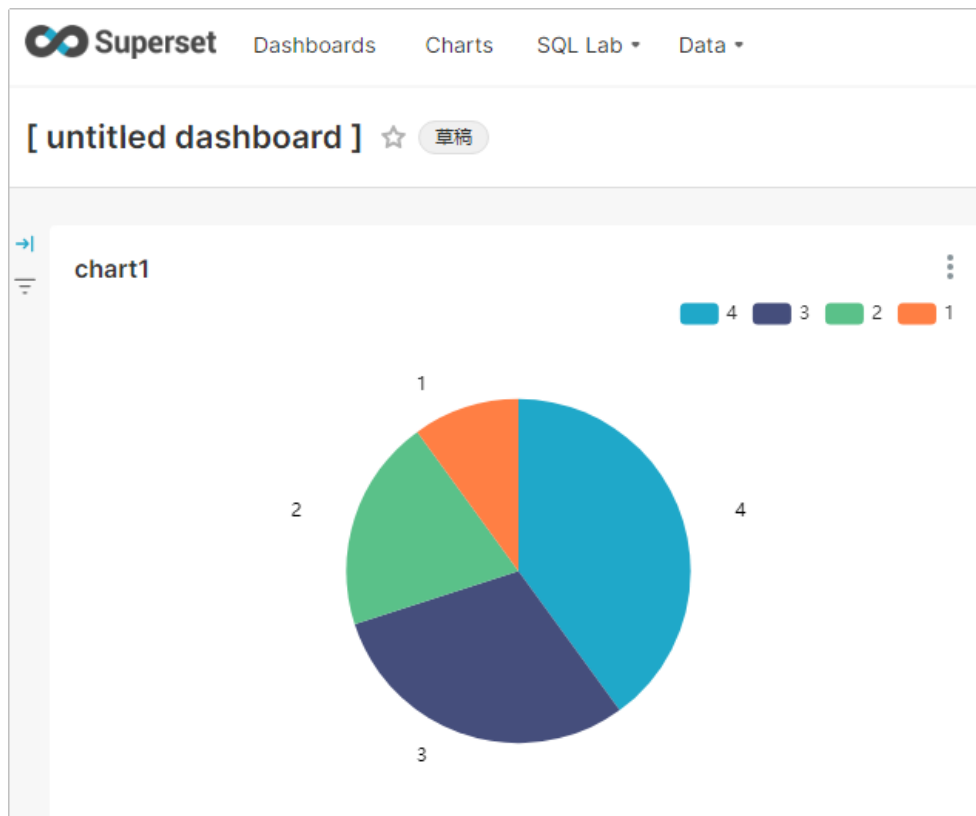 Superset Dashboards Charts SQL Lab Data
[ untitled dashboard ] 草稿
chart1
4 3 2 1
1
2 4
3